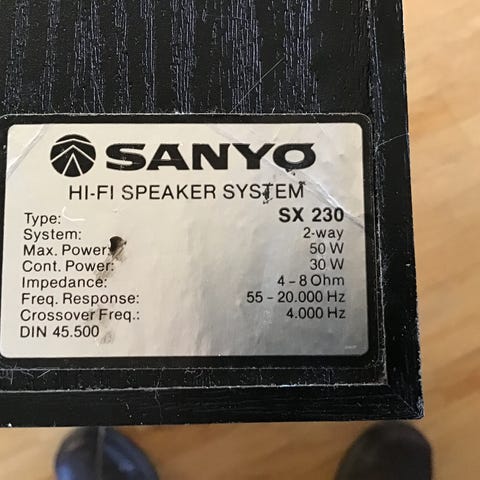 SANYO
HI-FI SPEAKER SYSTEM
Type: SX 230
System: 2-way
Max. Power: 50 W
Cont. Power: 30 W
Impedance: 4-8 Ohm
Freq. Response: 55-20.000 Hz
Crossover Freq.: 4.000 Hz
DIN 45.500